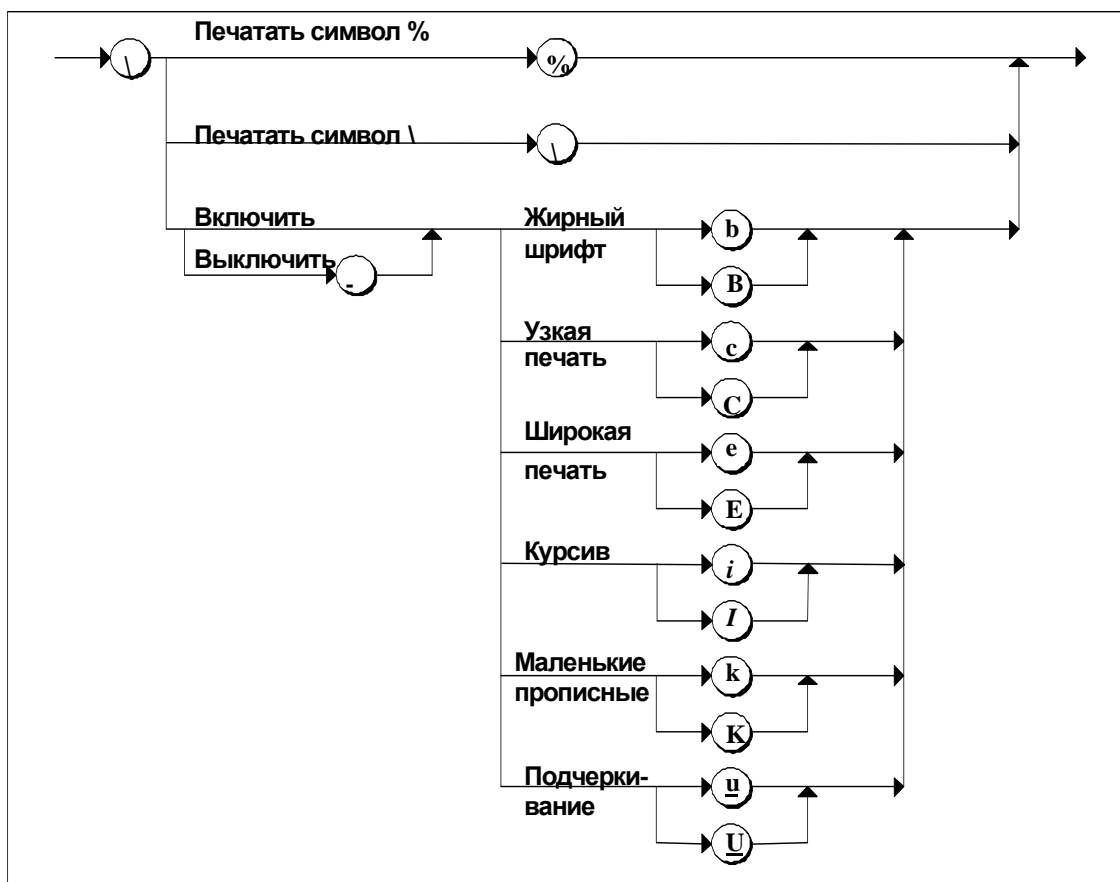 Печатать символ %
\
%
Печатать символ \
\
Включить
Выключить
-
Жирный
шрифт
b
B
Узкая
печать
c
C
Широкая
печать
e
E
Курсив
i
I
Маленькие
прописные
k
K
Подчерки-
вание
u
U